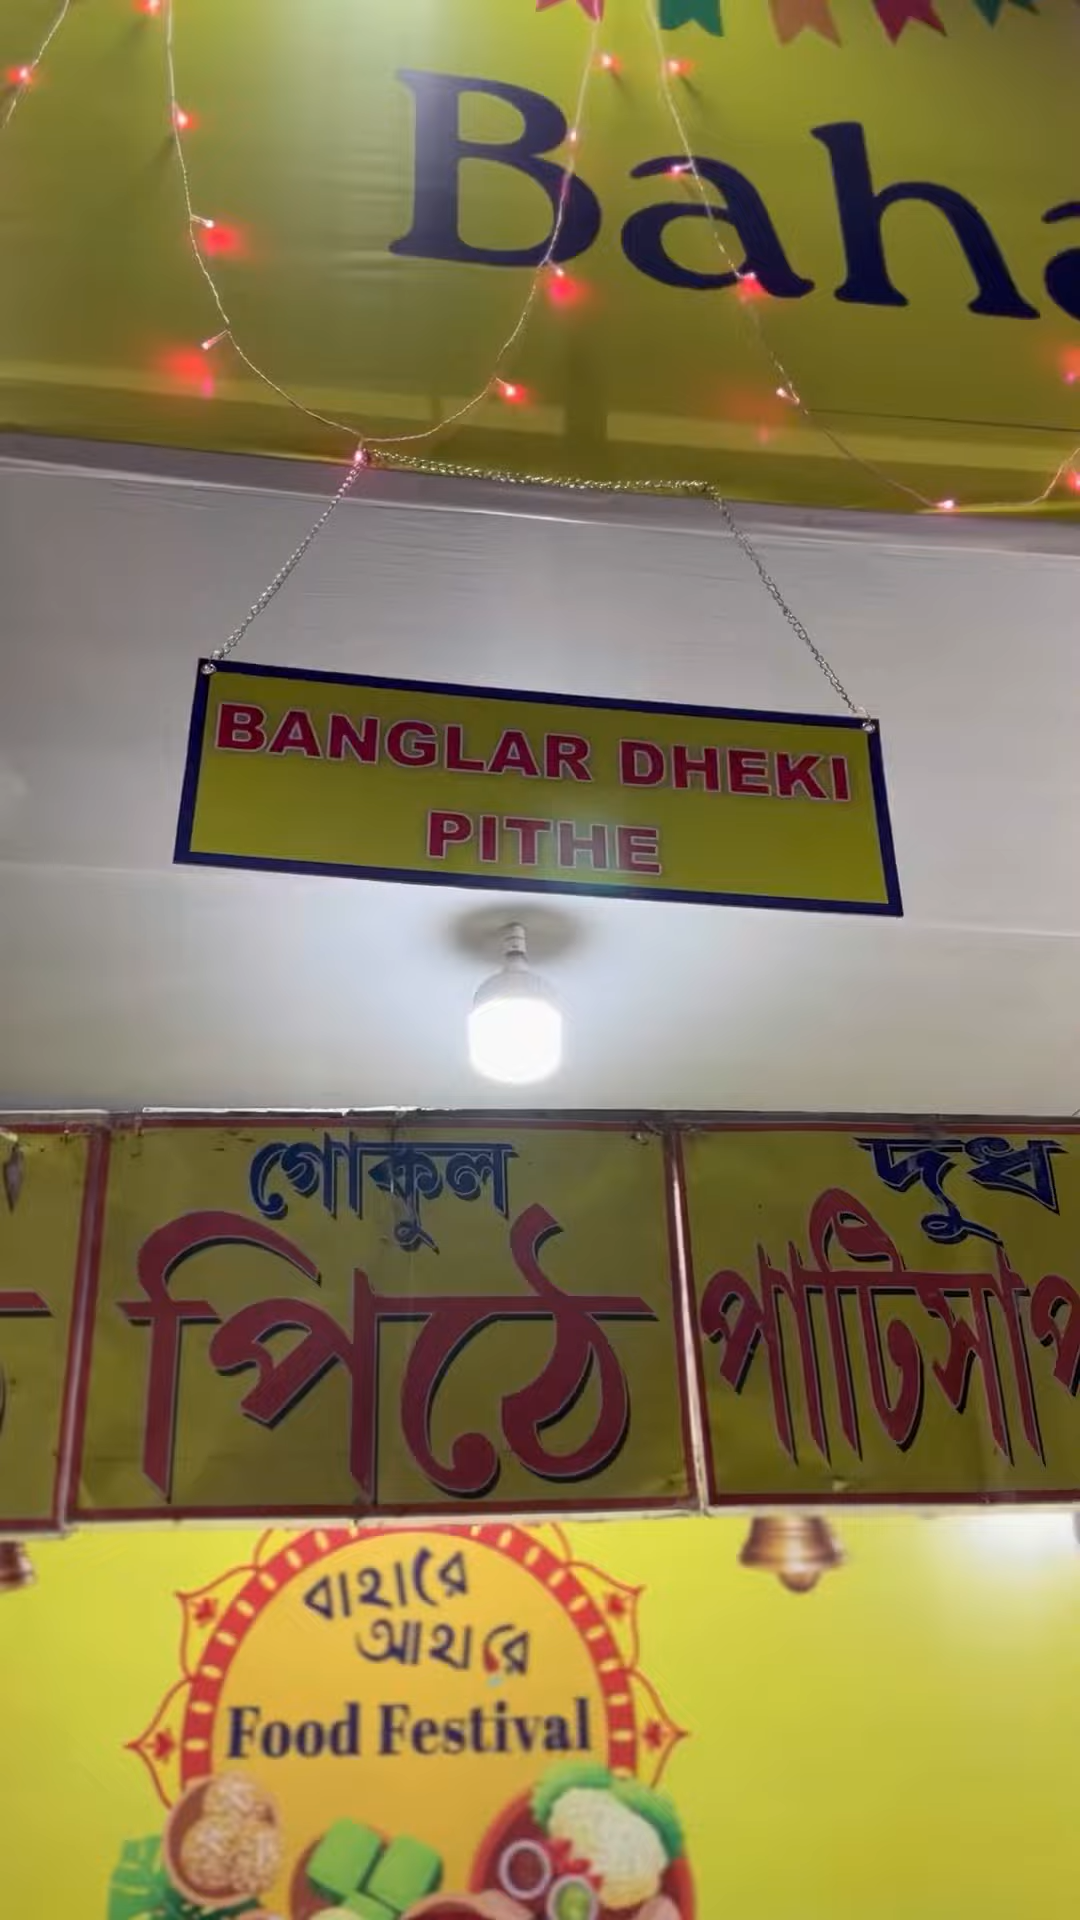 Baha
BANGLAR DHEKI
PITHE
গোকুল
পিঠে
দুধ
পাটিসাপ
বাহারে
আহারে
Food Festival